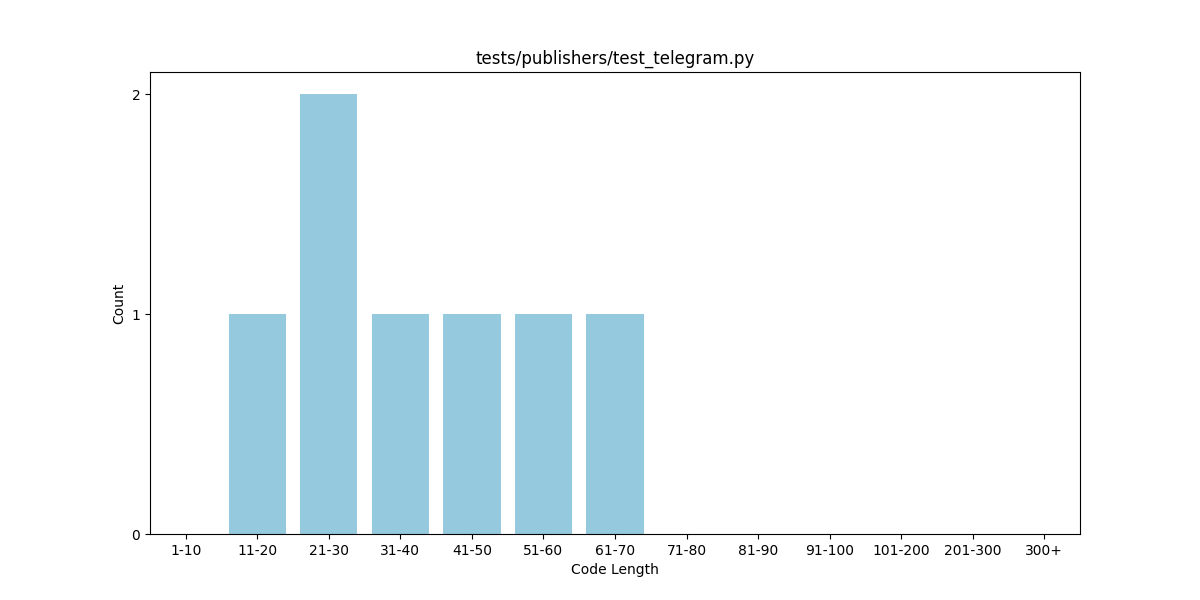 tests/publishers/test_telegram.py
2
1
0
Count
1-10 11-20 21-30 31-40 41-50 51-60 61-70 71-80 81-90 91-100 101-200 201-300 300+
Code Length